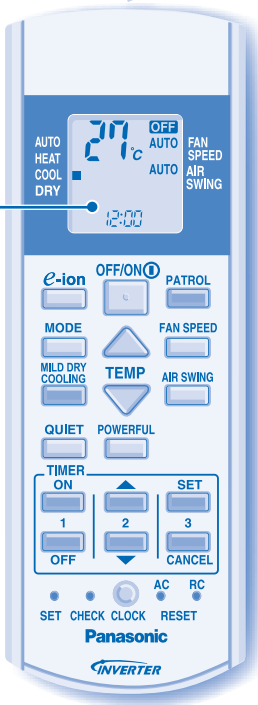 27°C
OFF
AUTO
AUTO
AUTO
HEAT
COOL
DRY
FAN
SPEED
AIR
SWING
12:00
e-ion
OFF/ON
PATROL
MODE
FAN SPEED
MILD DRY
COOLING
TEMP
AIR SWING
QUIET
POWERFUL
TIMER
ON
SET
1
2
3
OFF
CANCEL
AC
RC
SET
CHECK
CLOCK
RESET
Panasonic
INVERTER